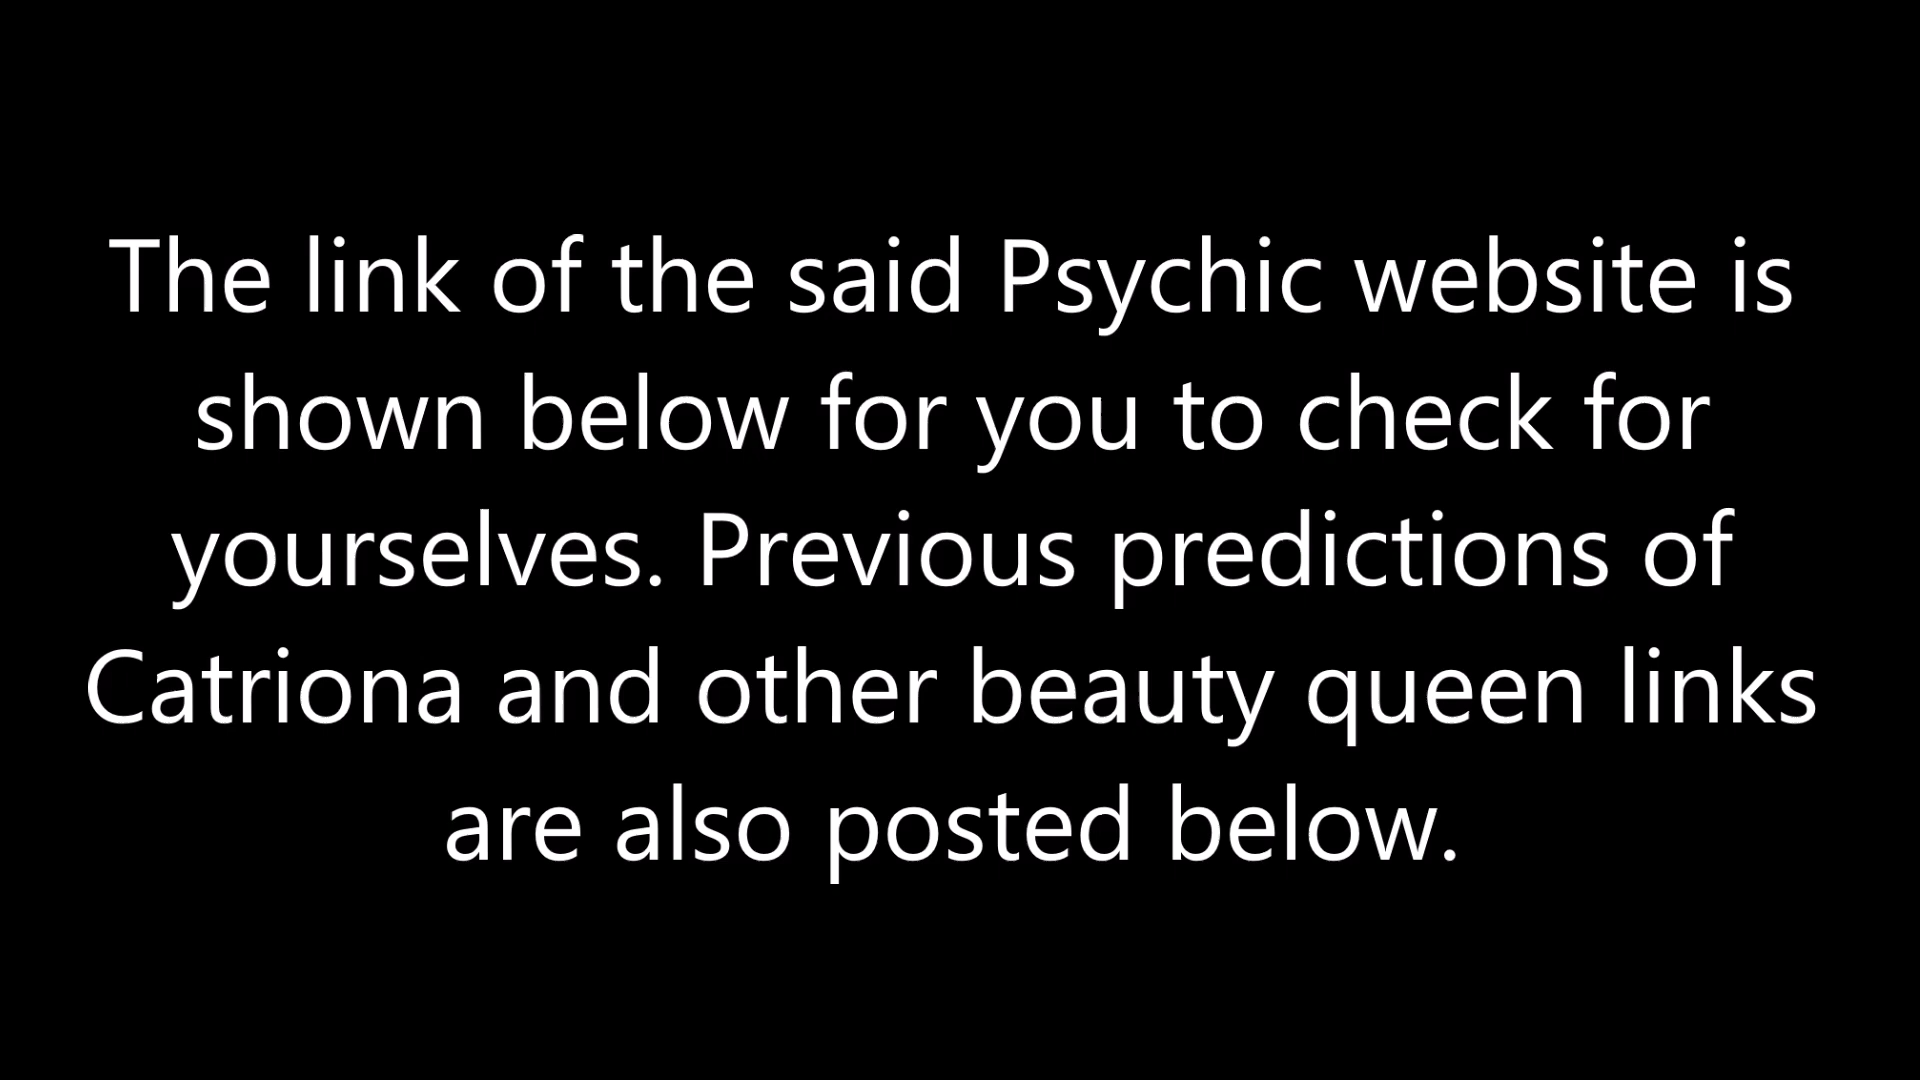 The link of the said Psychic website is
shown below for you to check for
yourselves. Previous predictions of
Catriona and other beauty queen links
are also posted below.